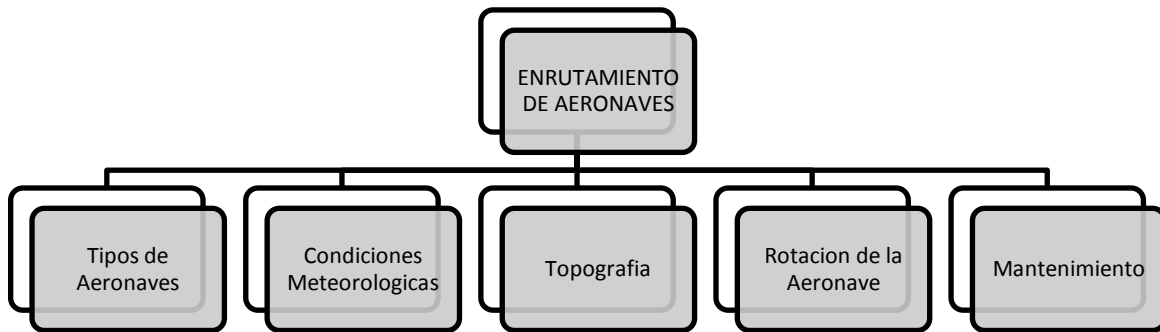 ENRUTAMIENTO
DE AERONAVES
Tipos de
Aeronaves
Condiciones
Meteorologicas
Topografia
Rotacion de la
Aeronave
Mantenimiento